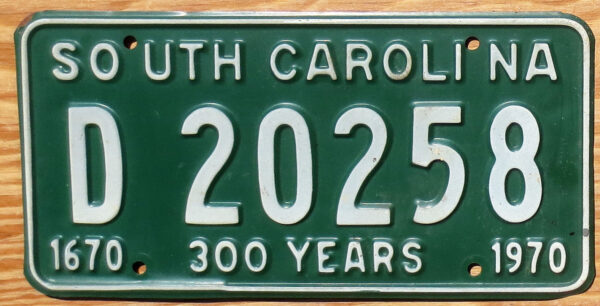 SOUTH CAROLINA
D 20258
1670 300 YEARS 1970